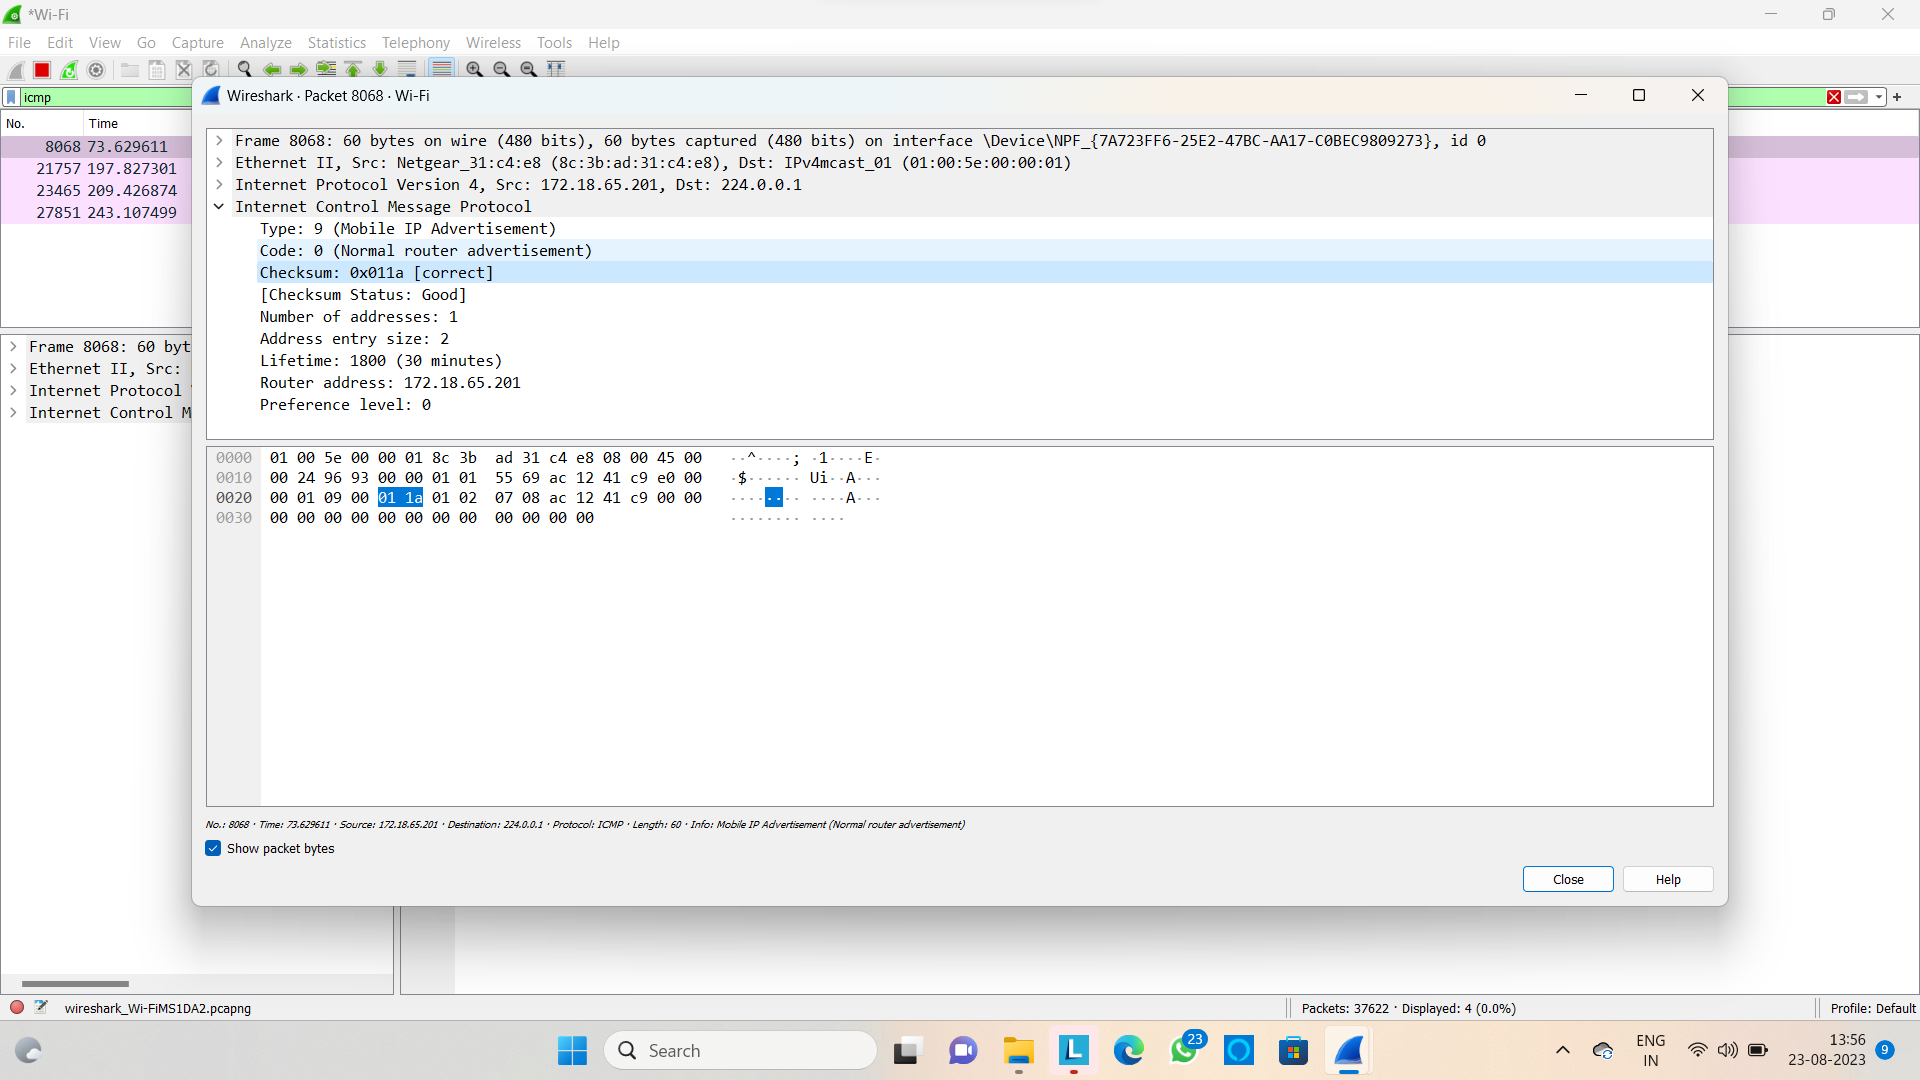 *Wi-Fi
File Edit View Go Capture Analyze Statistics Telephony Wireless Tools Help
icmp
No. Time
8068 73.629611
21757 197.827301
23465 209.426874
27851 243.107499
Frame 8068: 60 byt
Ethernet II, Src:
Internet Protocol
Internet Control M
Wireshark · Packet 8068 · Wi-Fi
Frame 8068: 60 bytes on wire (480 bits), 60 bytes captured (480 bits) on interface \Device\NPF_{7A723FF6-25E2-47BC-AA17-C0BEC9809273}, id 0
Ethernet II, Src: Netgear_31:c4:e8 (8c:3b:ad:31:c4:e8), Dst: IPv4mcast_01 (01:00:5e:00:00:01)
Internet Protocol Version 4, Src: 172.18.65.201, Dst: 224.0.0.1
Internet Control Message Protocol
Type: 9 (Mobile IP Advertisement)
Code: 0 (Normal router advertisement)
Checksum: 0x011a [correct]
[Checksum Status: Good]
Number of addresses: 1
Address entry size: 2
Lifetime: 1800 (30 minutes)
Router address: 172.18.65.201
Preference level: 0
0000 01 00 5e 00 00 01 8c 3b ad 31 c4 e8 08 00 45 00 ··^····; ·1····E·
0010 00 24 96 93 00 00 01 01 55 69 ac 12 41 c9 e0 00 ·$······ Ui··A···
0020 00 01 09 00 01 1a 01 02 07 08 ac 12 41 c9 00 00 ········ ····A···
0030 00 00 00 00 00 00 00 00 00 00 00 00 ········ ····
No.: 8068 · Time: 73.629611 · Source: 172.18.65.201 · Destination: 224.0.0.1 · Protocol: ICMP · Length: 60 · Info: Mobile IP Advertisement (Normal router advertisement)
Show packet bytes
Close Help
wireshark_Wi-FiMS1DA2.pcapng
Packets: 37622 · Displayed: 4 (0.0%)
Profile: Default
Search
23
ENG
IN
13:56
23-08-2023
9